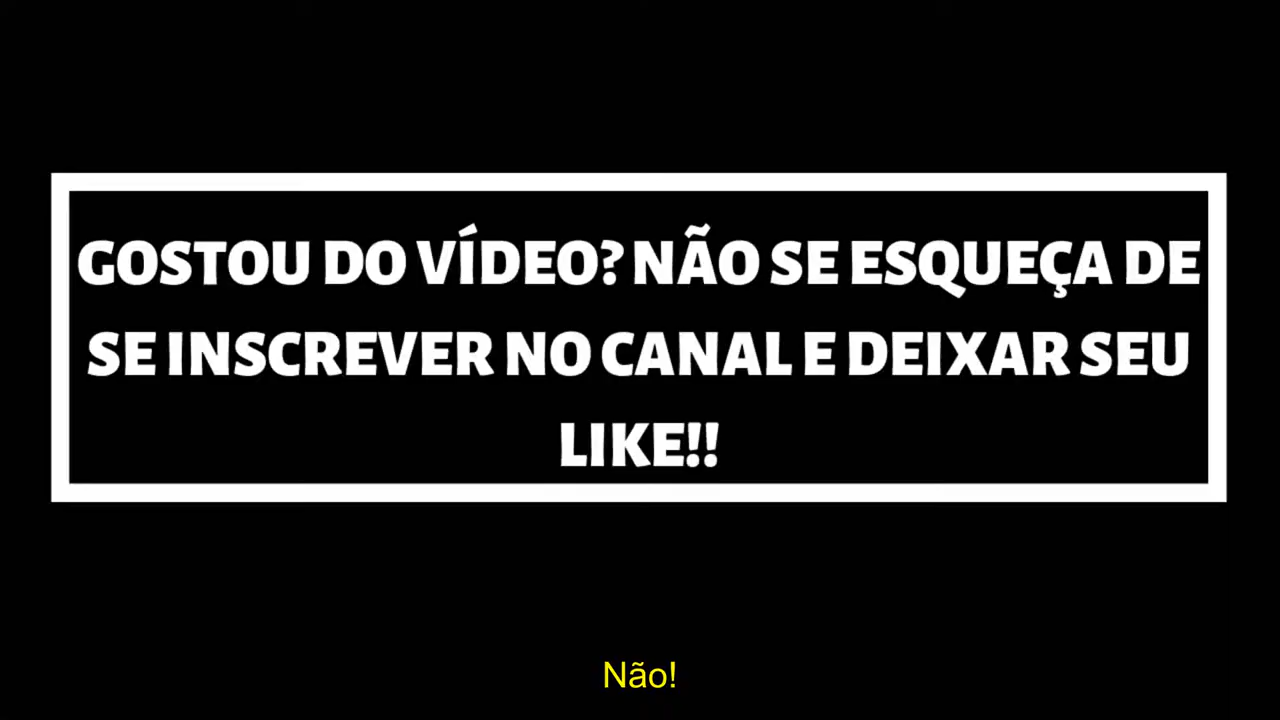 GOSTOU DO VÍDEO? NÃO SE ESQUEÇA DE
SE INSCREVER NO CANAL E DEIXAR SEU
LIKE!!
Não!